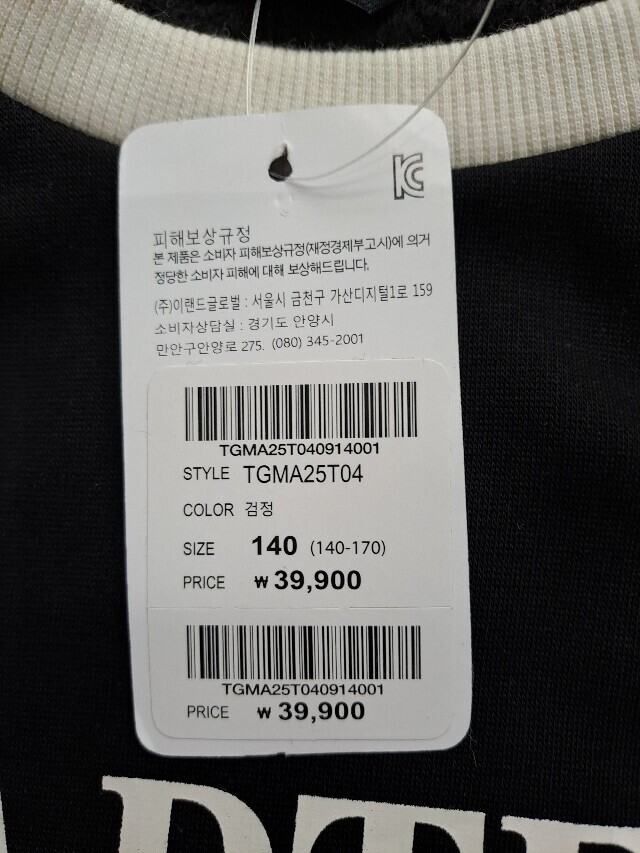 피해보상규정
본 제품은 소비자 피해보상규정(재정경제부고시)에 의거
정당한 소비자 피해에 대해 보상해드립니다.
(주)이랜드글로벌 : 서울시 금천구 가산디지털1로 159
소비자상담실 : 경기도 안양시
만안구안양로 275. (080) 345-2001
TGMA25T040914001
STYLE TGMA25T04
COLOR 검정
SIZE 140 (140-170)
PRICE ₩ 39,900
TGMA25T040914001
PRICE ₩ 39,900